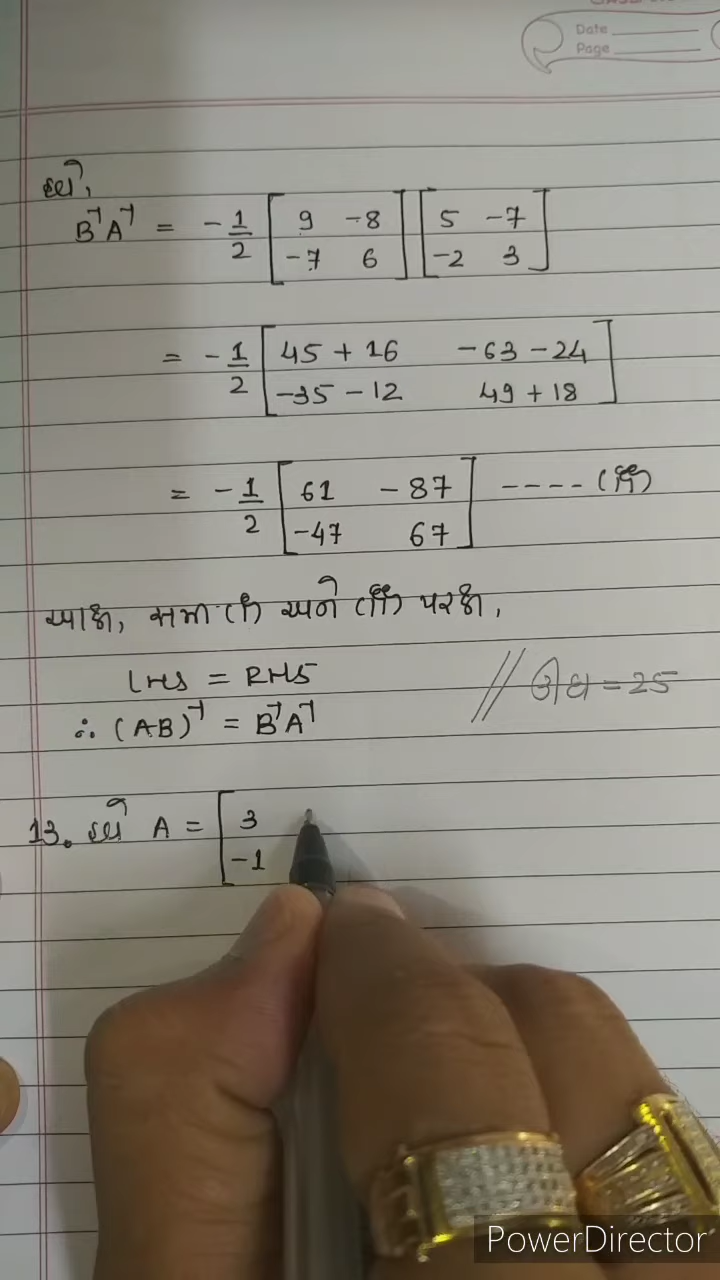 Date
Page
હવે,
B⁻¹A⁻¹ = -1/2 [9 -8; -7 6] [5 -7; -2 3]
= -1/2 [45 + 16 -63 - 24; -35 - 12 49 + 18]
= -1/2 [61 -87; -47 67] ---- (ii)
આમ, સમી (i) અને (ii) પરથી,
LHS = RHS
∴ (AB)⁻¹ = B⁻¹A⁻¹
= 25
13. જો A = [3; -1
PowerDirector